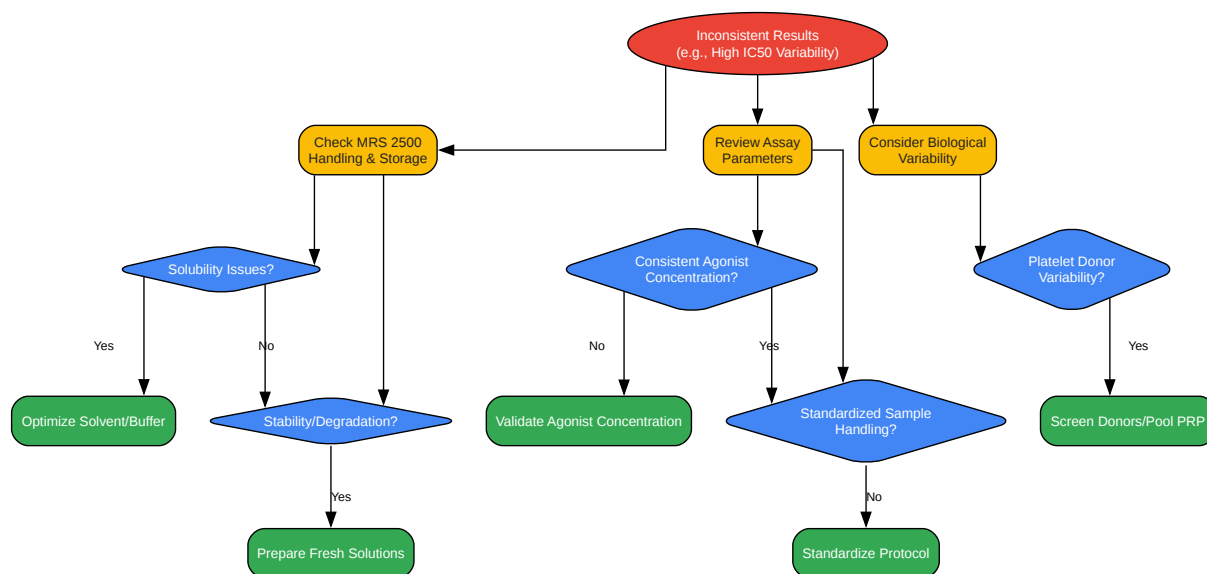 Inconsistent Results
(e.g., High IC50 Variability)
Check MRS 2500
Handling & Storage
Review Assay
Parameters
Consider Biological
Variability
Solubility Issues?
Consistent Agonist
Concentration?
Platelet Donor
Variability?
Yes
No
No
Yes
Yes
Optimize Solvent/Buffer
Stability/Degradation?
Validate Agonist Concentration
Standardized Sample
Handling?
Screen Donors/Pool PRP
Yes
No
Prepare Fresh Solutions
Standardize Protocol